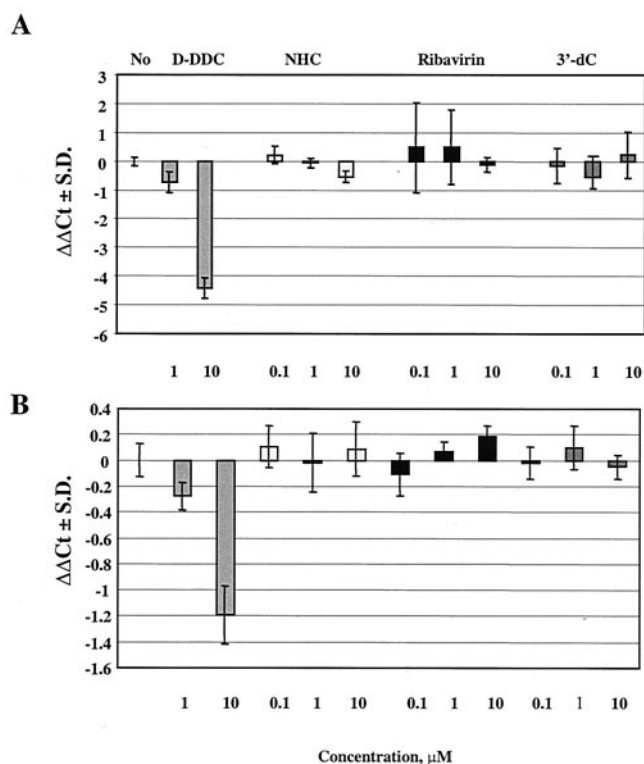 A
No D-DDC NHC Ribavirin 3'-dC
3
2
1
0
-1
-2
-3
-4
-5
-6
ΔΔCt ± S.D.
1 10 0.1 1 10 0.1 1 10 0.1 1 10
B
0.4
0.2
0
-0.2
-0.4
-0.6
-0.8
-1
-1.2
-1.4
-1.6
ΔΔCt ± S.D.
1 10 0.1 1 10 0.1 1 10 0.1 1 10
Concentration, μM